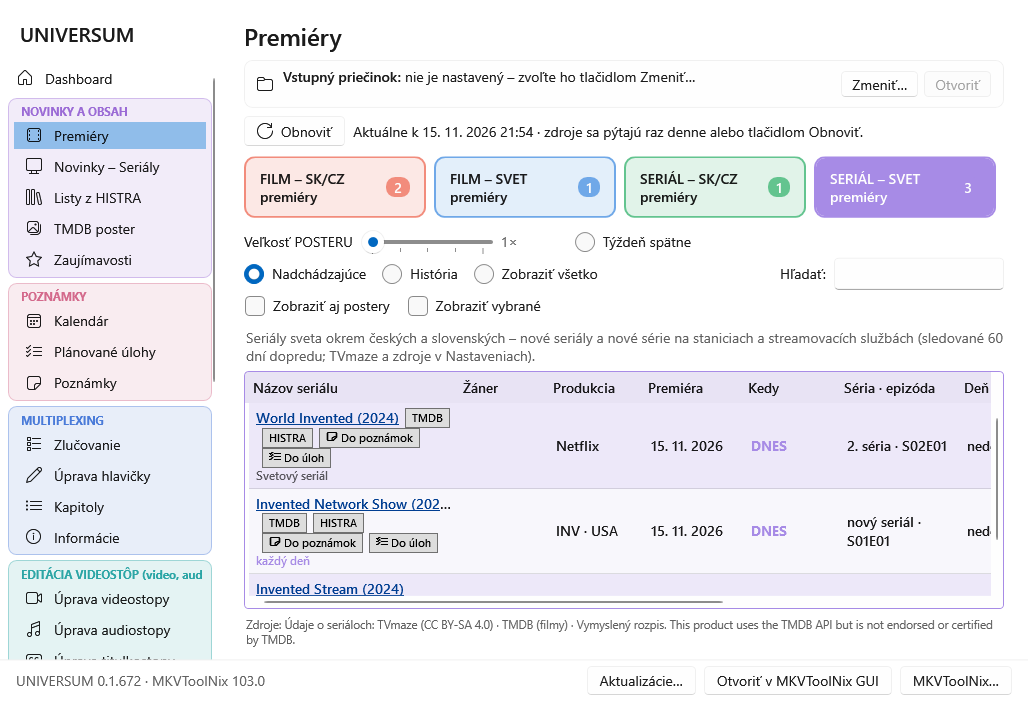 UNIVERSUM
Dashboard
NOVINKY A OBSAH
Premiéry
Novinky – Seriály
Listy z HISTRA
TMDB poster
Zaujímavosti
POZNÁMKY
Kalendár
Plánované úlohy
Poznámky
MULTIPLEXING
Zlučovanie
Úprava hlavičky
Kapitoly
Informácie
EDITÁCIA VIDEOSTÔP (video, aud
Úprava videostopy
Úprava audiostopy
Premiéry
Vstupný priečinok: nie je nastavený – zvoľte ho tlačidlom Zmeniť...
Zmeniť...
Otvoriť
Obnoviť
Aktuálne k 15. 11. 2026 21:54 · zdroje sa pýtajú raz denne alebo tlačidlom Obnoviť.
FILM – SK/CZ
premiéry
2
FILM – SVET
premiéry
1
SERIÁL – SK/CZ
premiéry
1
SERIÁL – SVET
premiéry
3
Veľkosť POSTERU
1×
Týždeň spätne
Nadchádzajúce
História
Zobraziť všetko
Hľadať:
Zobraziť aj postery
Zobraziť vybrané
Seriály sveta okrem českých a slovenských – nové seriály a nové série na staniciach a streamovacích službách (sledované 60
dní dopredu; TVmaze a zdroje v Nastaveniach).
Názov seriálu
Žáner
Produkcia
Premiéra
Kedy
Séria · epizóda
Deň
World Invented (2024)
TMDB
HISTRA
Do poznámok
Do úloh
Svetový seriál
Netflix
15. 11. 2026
DNES
2. séria · S02E01
ned
Invented Network Show (202...
TMDB
HISTRA
Do poznámok
Do úloh
každý deň
INV · USA
15. 11. 2026
DNES
nový seriál ·
S01E01
ned
Invented Stream (2024)
Zdroje: Údaje o seriáloch: TVmaze (CC BY-SA 4.0) · TMDB (filmy) · Vymyslený rozpis. This product uses the TMDB API but is not endorsed or certified
by TMDB.
UNIVERSUM 0.1.672 · MKVToolNix 103.0
Aktualizácie...
Otvoriť v MKVToolNix GUI
MKVToolNix...